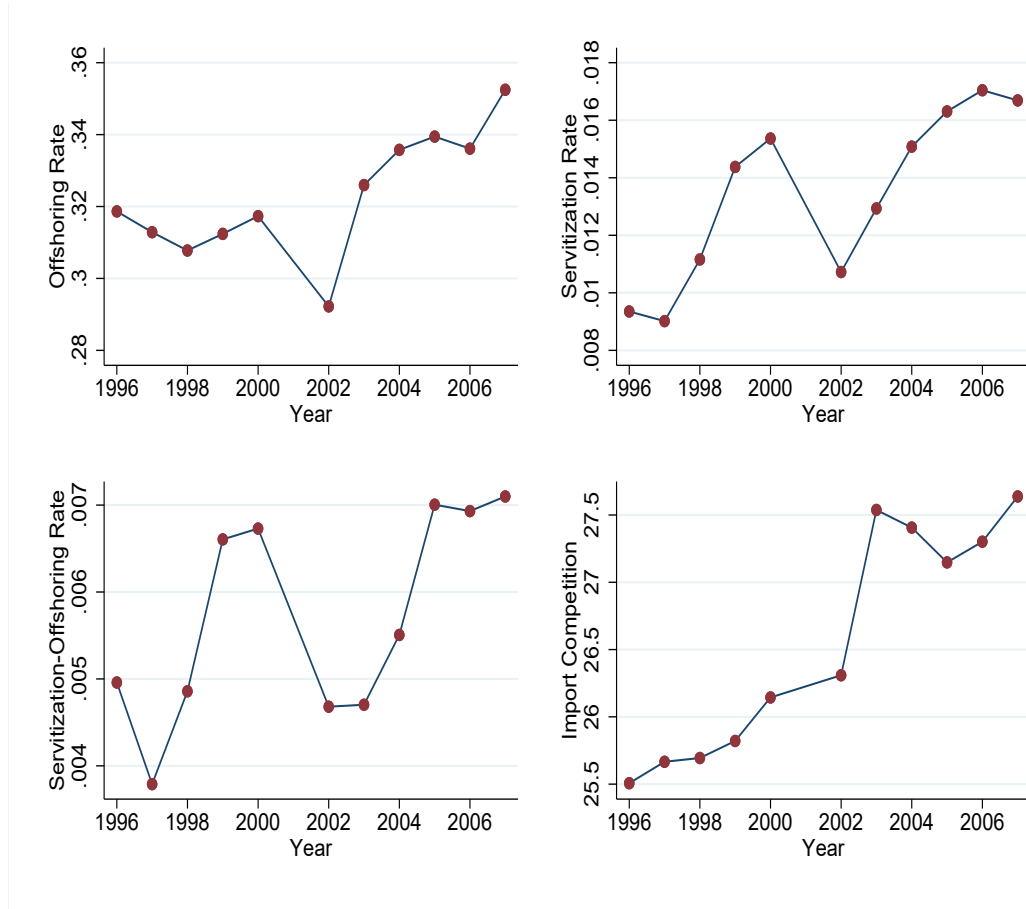 Offshoring Rate
.36
.34
.32
.3
.28
1996 1998 2000 2002 2004 2006
Year
Servitization Rate
.018
.016
.014
.012
.01
.008
1996 1998 2000 2002 2004 2006
Year
Servitization-Offshoring Rate
.007
.006
.005
.004
1996 1998 2000 2002 2004 2006
Year
Import Competition
27.5
27
26.5
26
25.5
1996 1998 2000 2002 2004 2006
Year